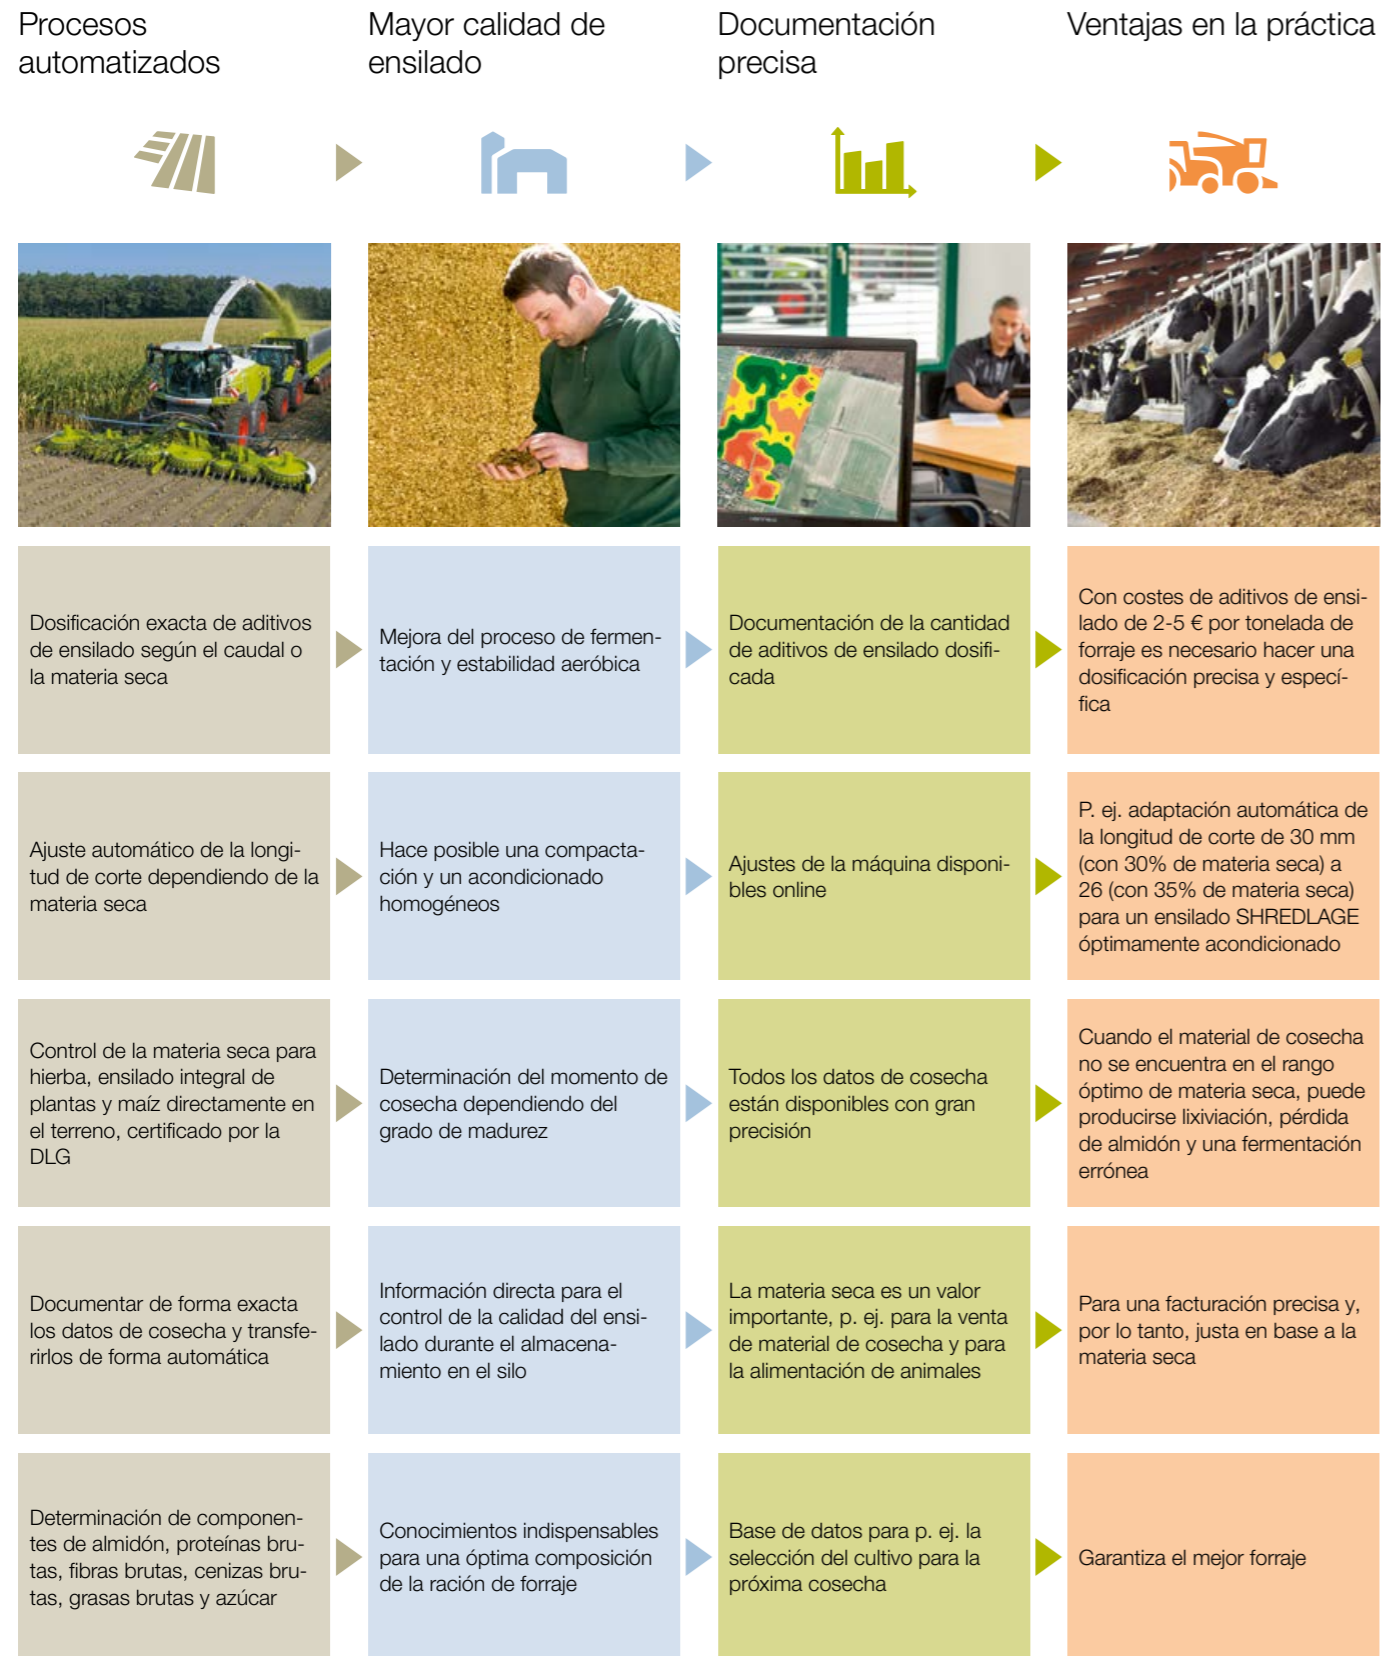 Procesos
automatizados
Mayor calidad de
ensilado
Documentación
precisa
Ventajas en la práctica
Dosificación exacta de aditivos
de ensilado según el caudal o
la materia seca
Mejora del proceso de fermen-
tación y estabilidad aeróbica
Documentación de la cantidad
de aditivos de ensilado dosifi-
cada
Con costes de aditivos de ensi-
lado de 2-5 € por tonelada de
forraje es necesario hacer una
dosificación precisa y especí-
fica
Ajuste automático de la longi-
tud de corte dependiendo de la
materia seca
Hace posible una compacta-
ción y un acondicionado
homogéneos
Ajustes de la máquina disponi-
bles online
P. ej. adaptación automática de
la longitud de corte de 30 mm
(con 30% de materia seca) a
26 (con 35% de materia seca)
para un ensilado SHREDLAGE
óptimamente acondicionado
Control de la materia seca para
hierba, ensilado integral de
plantas y maíz directamente en
el terreno, certificado por la
DLG
Determinación del momento de
cosecha dependiendo del
grado de madurez
Todos los datos de cosecha
están disponibles con gran
precisión
Cuando el material de cosecha
no se encuentra en el rango
óptimo de materia seca, puede
producirse lixiviación, pérdida
de almidón y una fermentación
errónea
Documentar de forma exacta
los datos de cosecha y transfe-
rirlos de forma automática
Información directa para el
control de la calidad del ensi-
lado durante el almacena-
miento en el silo
La materia seca es un valor
importante, p. ej. para la venta
de material de cosecha y para
la alimentación de animales
Para una facturación precisa y,
por lo tanto, justa en base a la
materia seca
Determinación de componen-
tes de almidón, proteínas bru-
tas, fibras brutas, cenizas bru-
tas, grasas brutas y azúcar
Conocimientos indispensables
para una óptima composición
de la ración de forraje
Base de datos para p. ej. la
selección del cultivo para la
próxima cosecha
Garantiza el mejor forraje